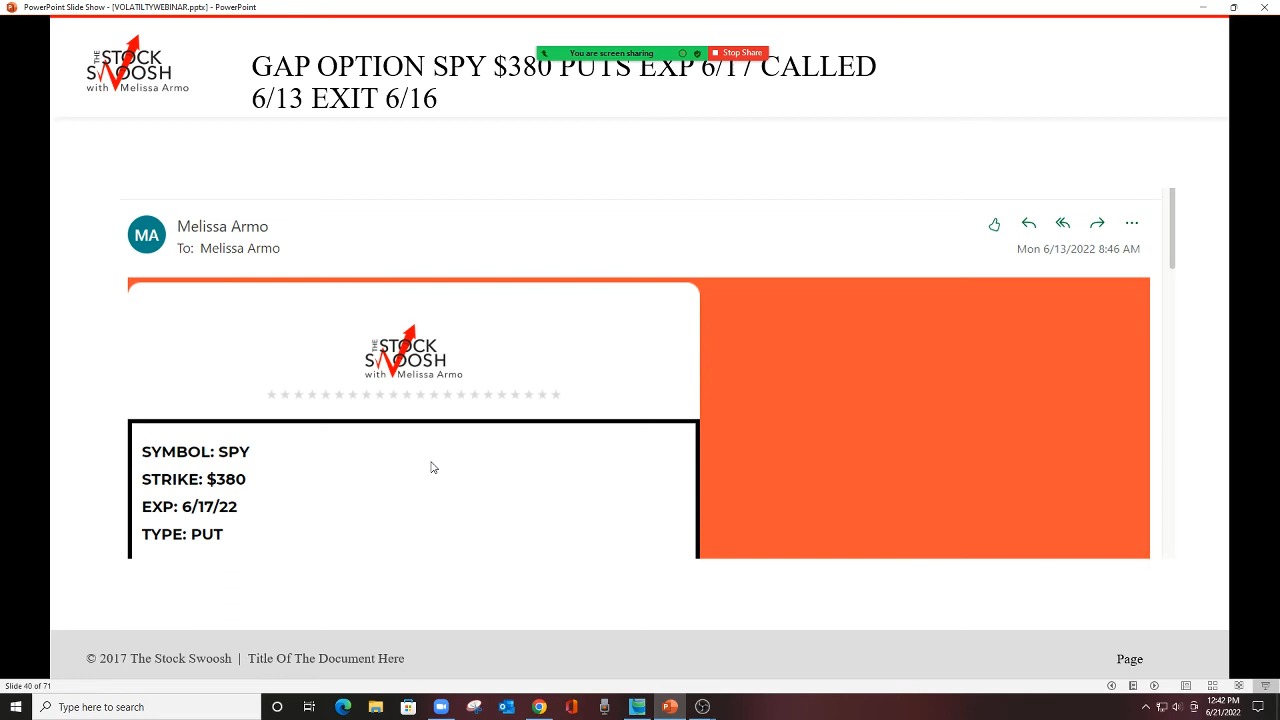 PowerPoint Slide Show - [VOLATILTYWEBINAR.pptx] - PowerPoint
THE
STOCK
SWOOSH
with Melissa Armo
You are screen sharing
Stop Share
GAP OPTION SPY $380 PUTS EXP 6/17 CALLED
6/13 EXIT 6/16
MA
Melissa Armo
To: Melissa Armo
Mon 6/13/2022 8:46 AM
THE
STOCK
SWOOSH
with Melissa Armo
SYMBOL: SPY
STRIKE: $380
EXP: 6/17/22
TYPE: PUT
© 2017 The Stock Swoosh | Title Of The Document Here
Page
Slide 40 of 71
Type here to search
12:42 PM
6/21/2022